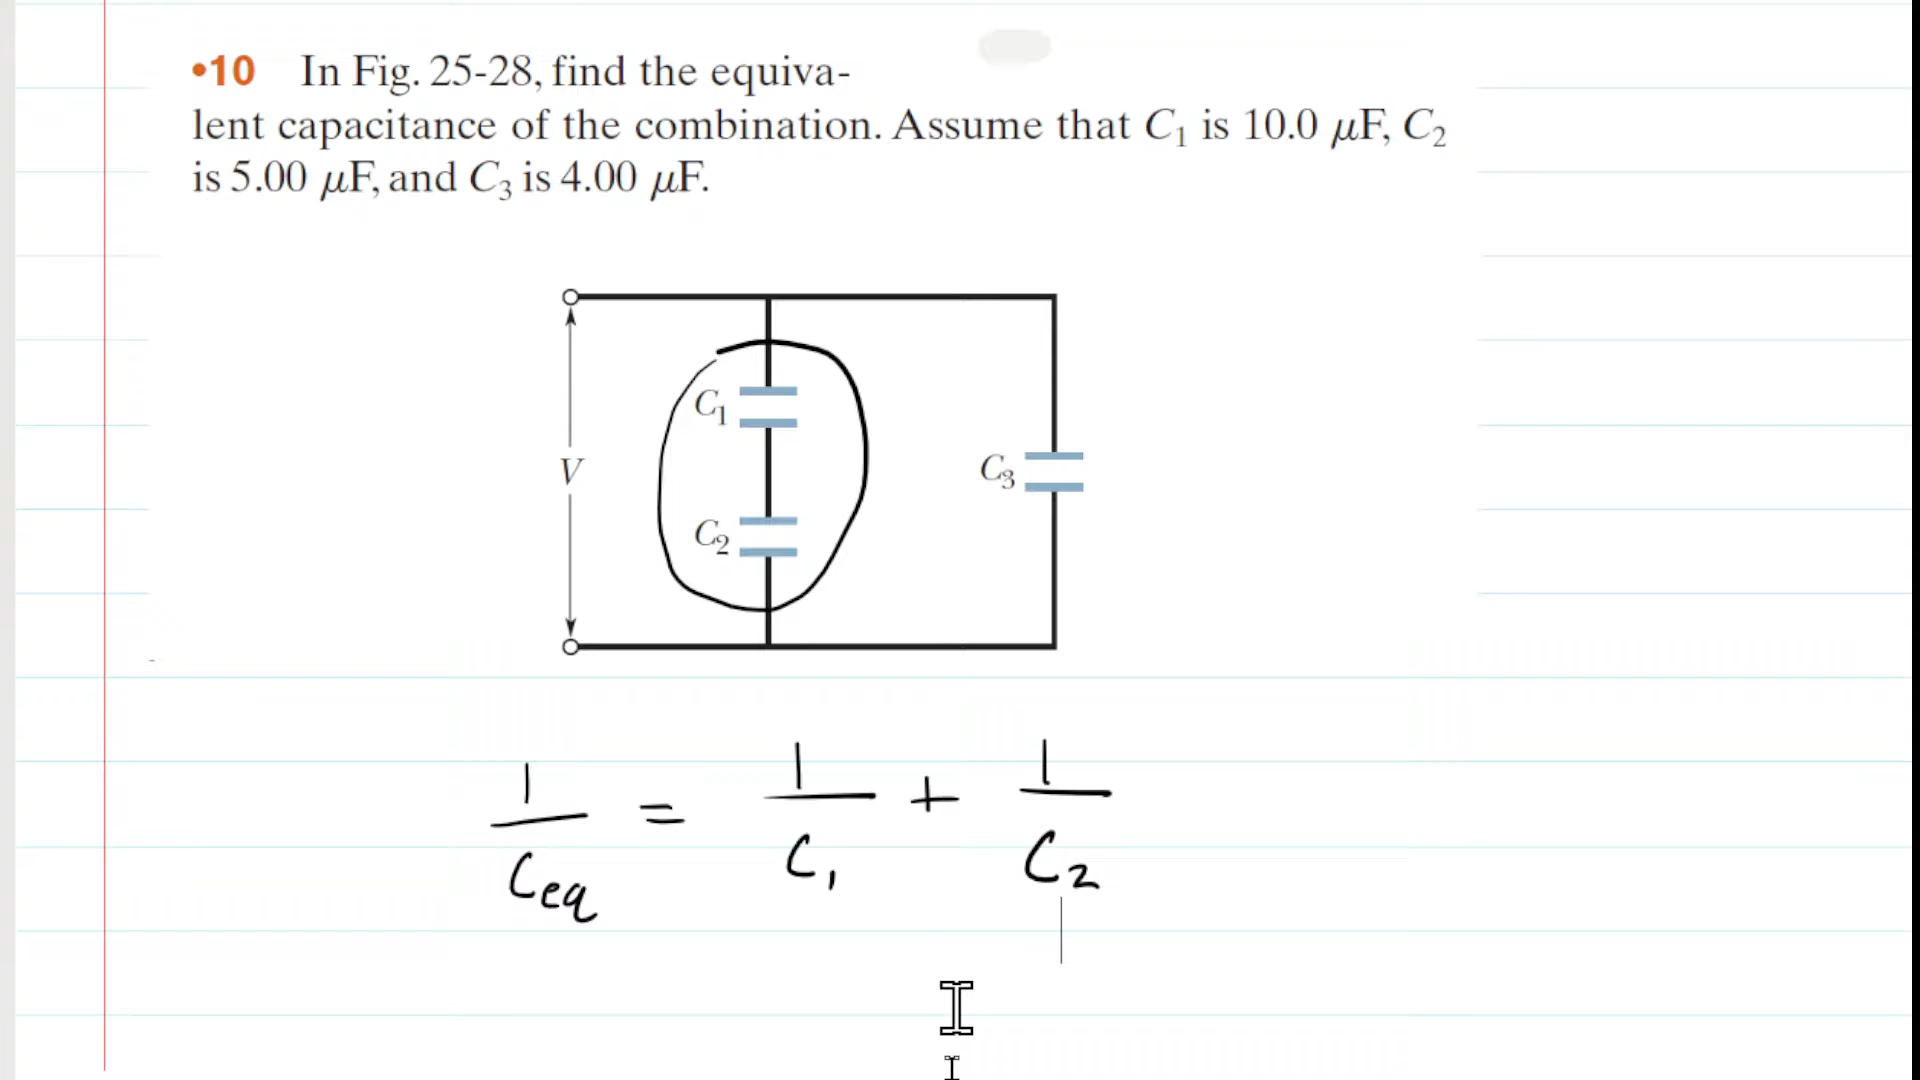 •10 In Fig. 25-28, find the equiva-
lent capacitance of the combination. Assume that C₁ is 10.0 μF, C₂
is 5.00 μF, and C₃ is 4.00 μF.
C₁
V
C₃
C₂
1/Ceq = 1/C₁ + 1/C₂